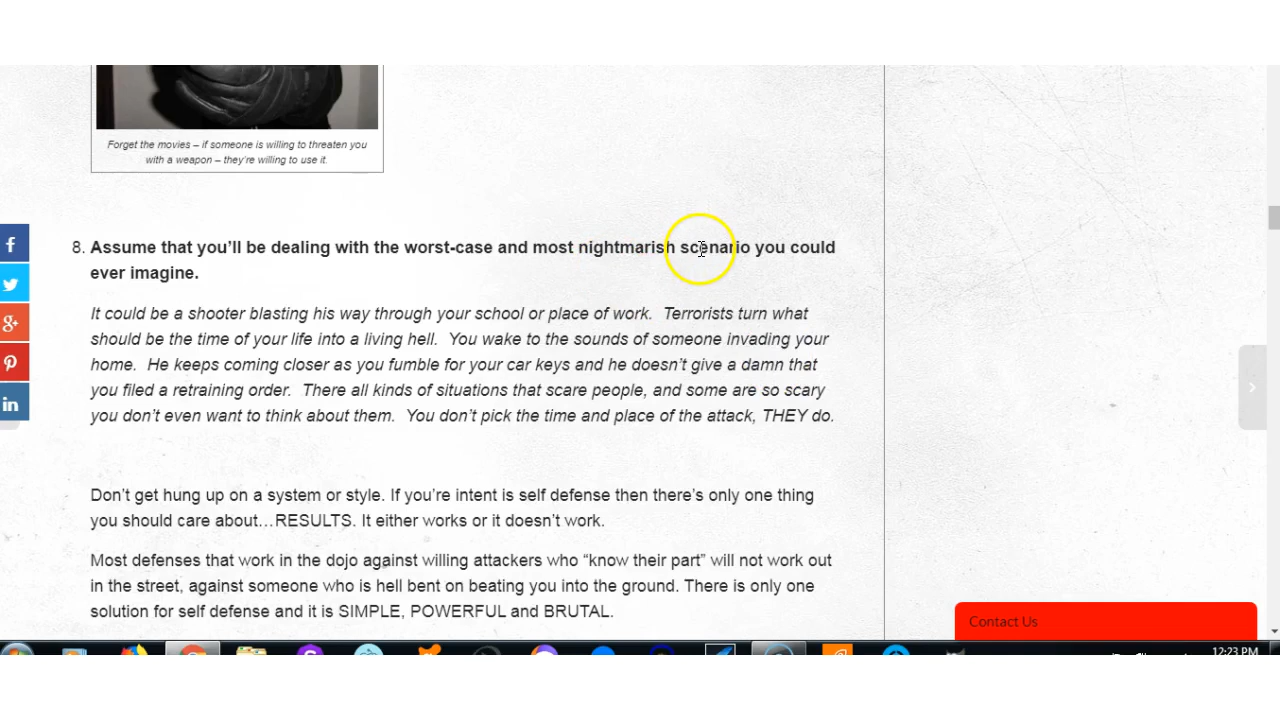 Forget the movies – if someone is willing to threaten you
with a weapon – they're willing to use it.
8. Assume that you'll be dealing with the worst-case and most nightmarish scenario you could
ever imagine.
It could be a shooter blasting his way through your school or place of work.  Terrorists turn what
should be the time of your life into a living hell.  You wake to the sounds of someone invading your
home.  He keeps coming closer as you fumble for your car keys and he doesn't give a damn that
you filed a retraining order.  There all kinds of situations that scare people, and some are so scary
you don't even want to think about them.  You don't pick the time and place of the attack, THEY do.
Don't get hung up on a system or style. If you're intent is self defense then there's only one thing
you should care about…RESULTS. It either works or it doesn't work.
Most defenses that work in the dojo against willing attackers who “know their part” will not work out
in the street, against someone who is hell bent on beating you into the ground. There is only one
solution for self defense and it is SIMPLE, POWERFUL and BRUTAL.
Contact Us
12:23 PM